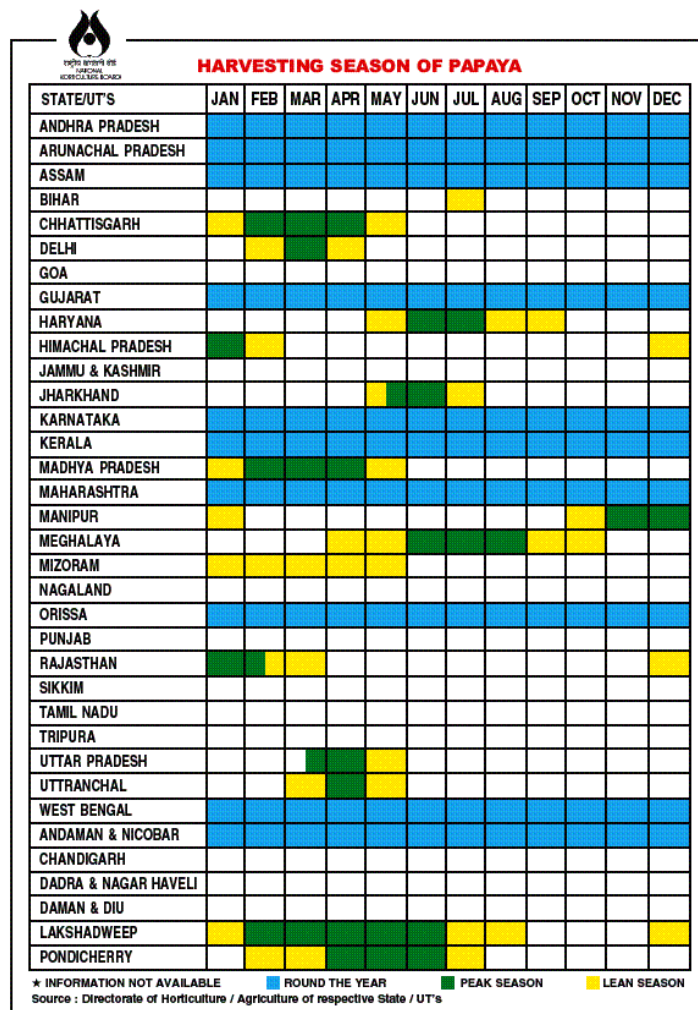 राष्ट्रीय बागवानी बोर्ड
NATIONAL
HORTICULTURE BOARD
HARVESTING SEASON OF PAPAYA
STATE/UT'S JAN FEB MAR APR MAY JUN JUL AUG SEP OCT NOV DEC
ANDHRA PRADESH
ARUNACHAL PRADESH
ASSAM
BIHAR
CHHATTISGARH
DELHI
GOA
GUJARAT
HARYANA
HIMACHAL PRADESH
JAMMU & KASHMIR
JHARKHAND
KARNATAKA
KERALA
MADHYA PRADESH
MAHARASHTRA
MANIPUR
MEGHALAYA
MIZORAM
NAGALAND
ORISSA
PUNJAB
RAJASTHAN
SIKKIM
TAMIL NADU
TRIPURA
UTTAR PRADESH
UTTRANCHAL
WEST BENGAL
ANDAMAN & NICOBAR
CHANDIGARH
DADRA & NAGAR HAVELI
DAMAN & DIU
LAKSHADWEEP
PONDICHERRY
★ INFORMATION NOT AVAILABLE ROUND THE YEAR PEAK SEASON LEAN SEASON
Source : Directorate of Horticulture / Agriculture of respective State / UT's